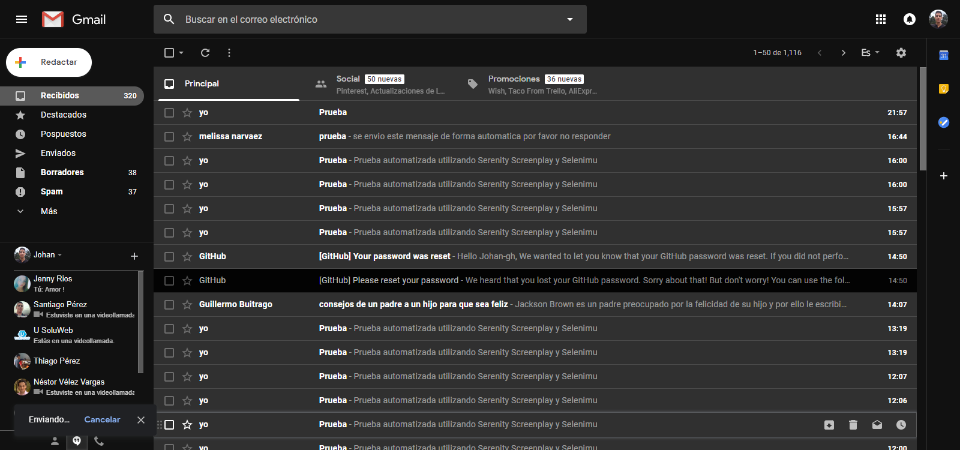 Gmail
Buscar en el correo electrónico
Redactar
1–50 de 1,116
Es
Recibidos 320
Destacados
Pospuestos
Enviados
Borradores 38
Spam 37
Más
Johan
Jenny Rios
Tú: Amor !
Santiago Pérez
Estuviste en una videollamada
U SoluWeb
Estás en una videollamada.
Thiago Pérez
Néstor Vélez Vargas
Estuviste en una videollamada
Enviando... Cancelar
Principal
Social 50 nuevas
Pinterest, Actualizaciones de L...
Promociones 36 nuevas
Wish, Taco From Trello, AliExpr...
yo Prueba 21:57
melissa narvaez prueba - se envio este mensaje de forma automatica por favor no responder 16:44
yo Prueba - Prueba automatizada utilizando Serenity Screenplay y Selenimu 16:00
yo Prueba - Prueba automatizada utilizando Serenity Screenplay y Selenimu 16:00
yo Prueba - Prueba automatizada utilizando Serenity Screenplay y Selenimu 15:57
yo Prueba - Prueba automatizada utilizando Serenity Screenplay y Selenimu 15:57
GitHub [GitHub] Your password was reset - Hello Johan-gh, We wanted to let you know that your GitHub password was reset. If you did not perfo... 14:50
GitHub [GitHub] Please reset your password - We heard that you lost your GitHub password. Sorry about that! But don't worry! You can use the fol... 14:50
Guillermo Buitrago consejos de un padre a un hijo para que sea feliz - Jackson Brown es un padre preocupado por la felicidad de su hijo y por ello le escribi... 14:07
yo Prueba - Prueba automatizada utilizando Serenity Screenplay y Selenimu 13:19
yo Prueba - Prueba automatizada utilizando Serenity Screenplay y Selenimu 13:19
yo Prueba - Prueba automatizada utilizando Serenity Screenplay y Selenimu 12:07
yo Prueba - Prueba automatizada utilizando Serenity Screenplay y Selenimu 12:06
yo Prueba - Prueba automatizada utilizando Serenity Screenplay y Selenimu
yo Prueba - Prueba automatizada utilizando Serenity Screenplay y Selenimu 12:00